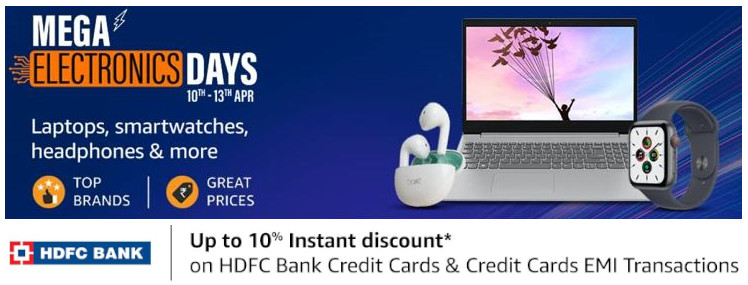 MEGA
ELECTRONICS DAYS
10TH - 13TH APR
Laptops, smartwatches,
headphones & more
TOP
BRANDS
GREAT
PRICES
HDFC BANK
Up to 10% Instant discount*
on HDFC Bank Credit Cards & Credit Cards EMI Transactions